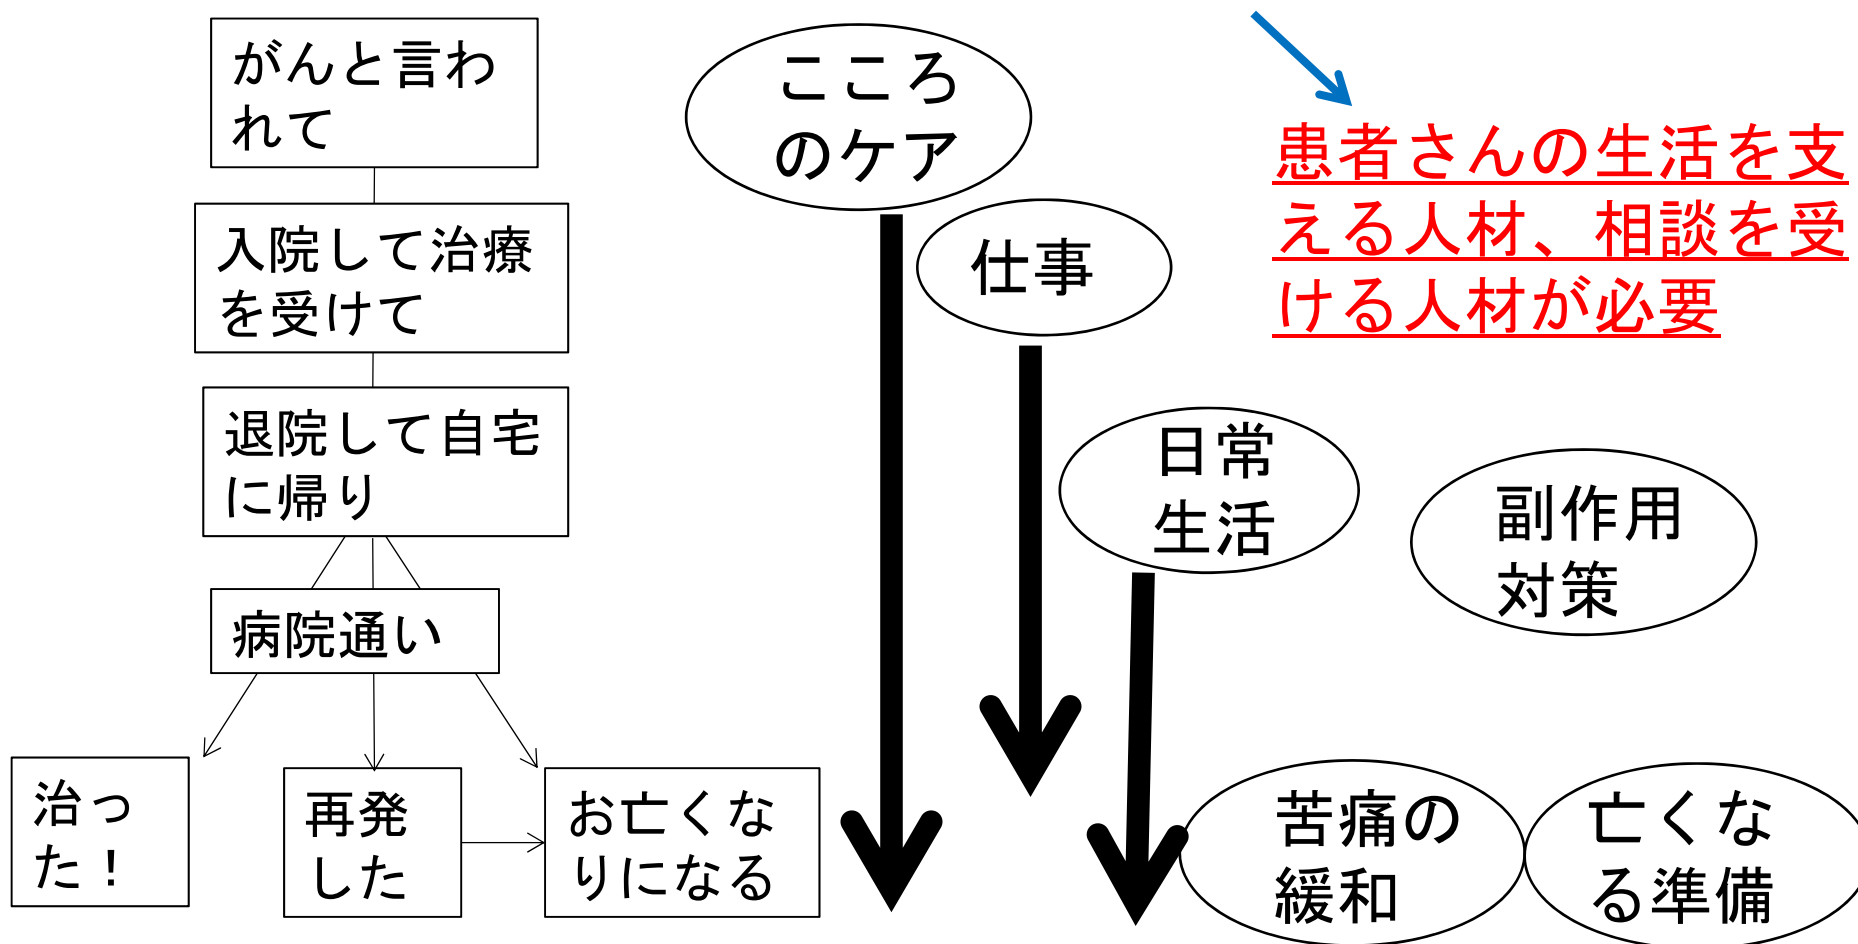 がんと言わ
れて
入院して治療
を受けて
退院して自宅
に帰り
病院通い
治っ
た！
再発
した
お亡くな
りになる
こころ
のケア
仕事
日常
生活
副作用
対策
苦痛の
緩和
亡くな
る準備
患者さんの生活を支
える人材、相談を受
ける人材が必要